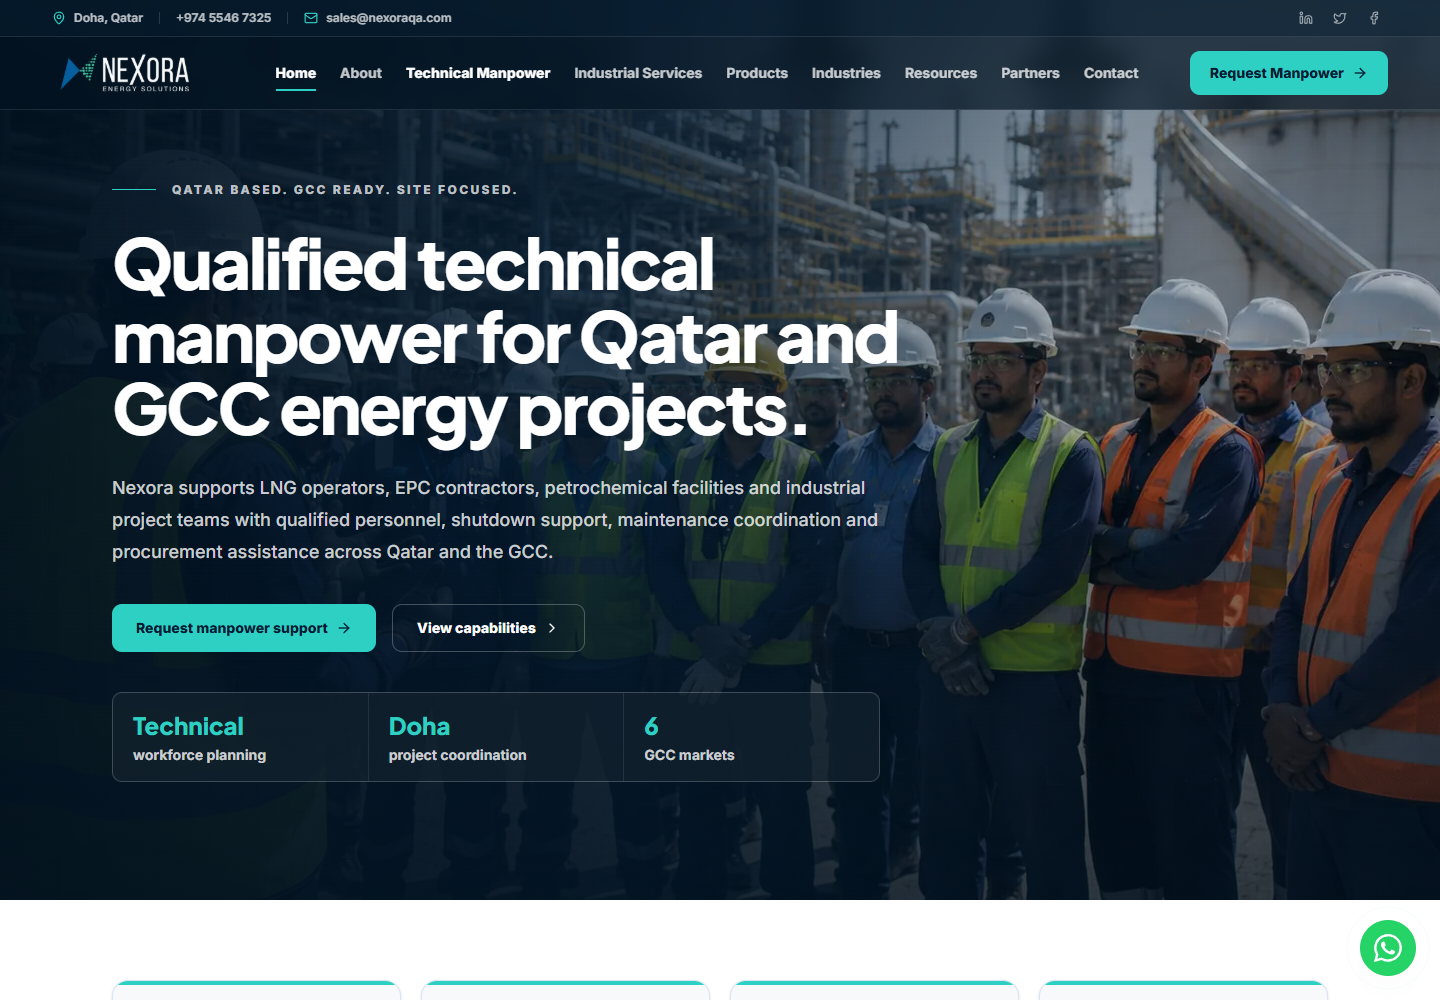 Doha, Qatar
+974 5546 7325
sales@nexoraqa.com
NEXORA
ENERGY SOLUTIONS
Home
About
Technical Manpower
Industrial Services
Products
Industries
Resources
Partners
Contact
Request Manpower
QATAR BASED. GCC READY. SITE FOCUSED.
Qualified technical
manpower for Qatar and
GCC energy projects.
Nexora supports LNG operators, EPC contractors, petrochemical facilities and industrial
project teams with qualified personnel, shutdown support, maintenance coordination and
procurement assistance across Qatar and the GCC.
Request manpower support
View capabilities
Technical
workforce planning
Doha
project coordination
6
GCC markets